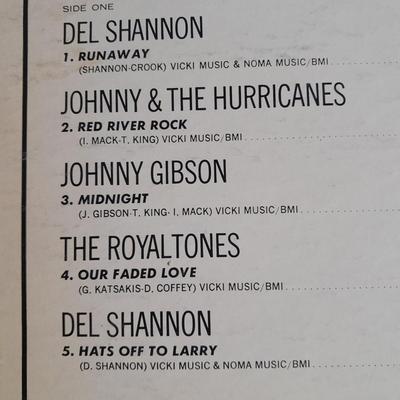 SIDE ONE
DEL SHANNON
1. RUNAWAY
(SHANNON-CROOK) VICKI MUSIC & NOMA MUSIC/BMI
JOHNNY & THE HURRICANES
2. RED RIVER ROCK
(I. MACK-T. KING) VICKI MUSIC/BMI
JOHNNY GIBSON
3. MIDNIGHT
(J. GIBSON-T. KING-I. MACK) VICKI MUSIC/BMI
THE ROYALTONES
4. OUR FADED LOVE
(G. KATSAKIS-D. COFFEY) VICKI MUSIC/BMI
DEL SHANNON
5. HATS OFF TO LARRY
(D. SHANNON) VICKI MUSIC & NOMA MUSIC/BMI